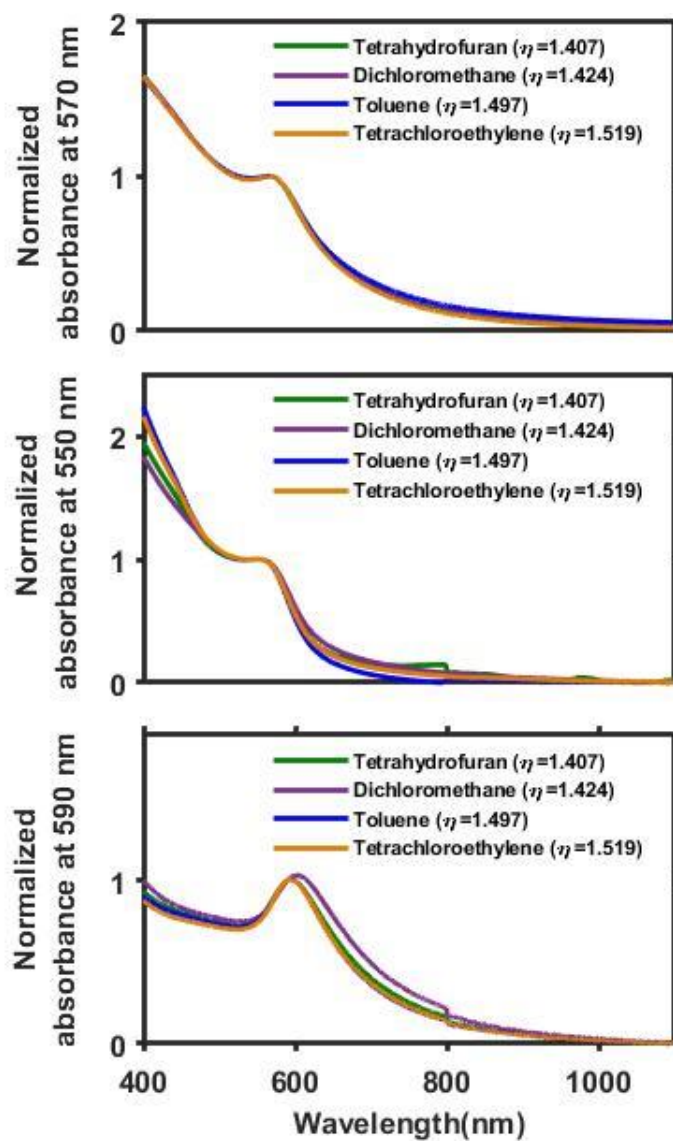 Normalized
absorbance at 570 nm
2
1
0
Tetrahydrofuran (η=1.407)
Dichloromethane (η=1.424)
Toluene (η=1.497)
Tetrachloroethylene (η=1.519)
Normalized
absorbance at 550 nm
2
1
0
Tetrahydrofuran (η=1.407)
Dichloromethane (η=1.424)
Toluene (η=1.497)
Tetrachloroethylene (η=1.519)
Normalized
absorbance at 590 nm
1
0
Tetrahydrofuran (η=1.407)
Dichloromethane (η=1.424)
Toluene (η=1.497)
Tetrachloroethylene (η=1.519)
400 600 800 1000
Wavelength(nm)